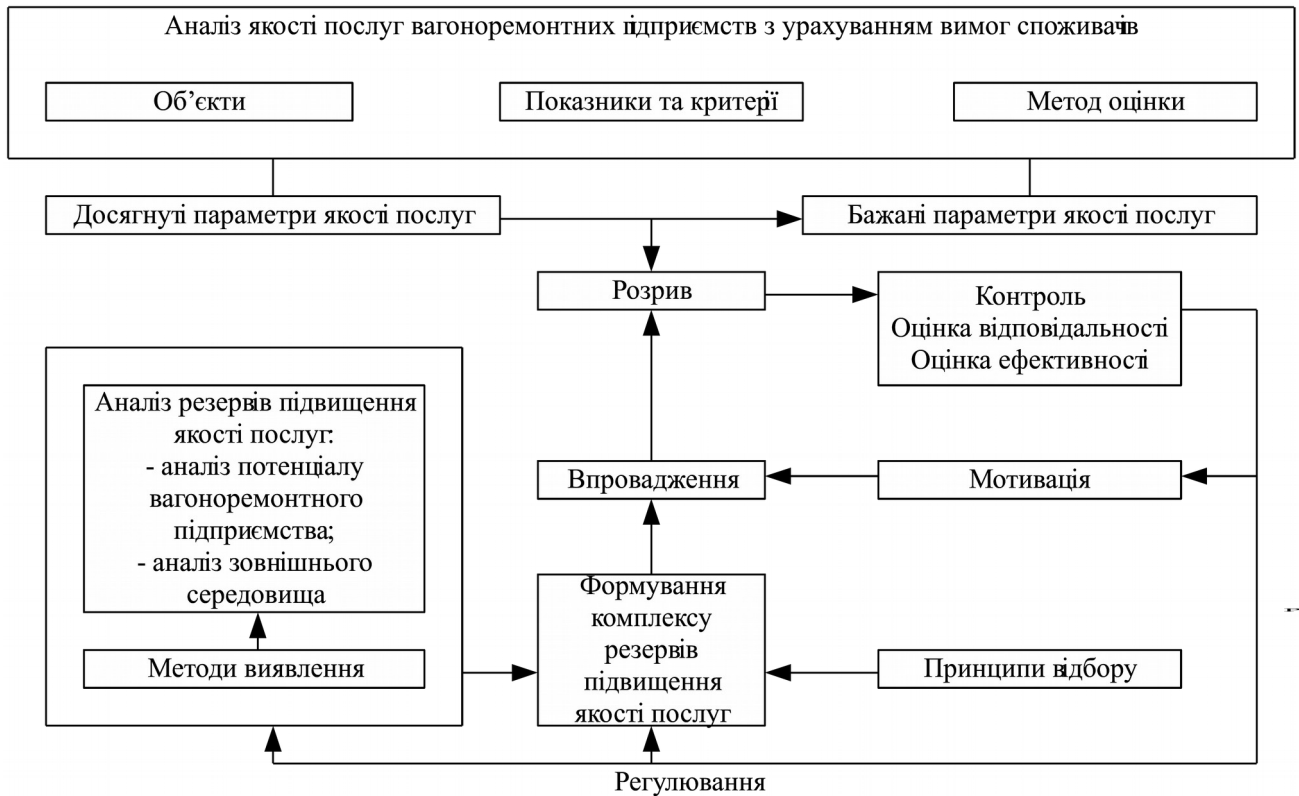 Аналіз якості послуг вагоноремонтних підприємств з урахуванням вимог споживачів
Об’єкти
Показники та критерії
Метод оцінки
Досягнуті параметри якості послуг
Бажані параметри якості послуг
Розрив
Контроль
Оцінка відповідальності
Оцінка ефективності
Аналіз резервів підвищення
якості послуг:
- аналіз потенціалу
вагоноремонтного
підприємства;
- аналіз зовнішнього
середовища
Методи виявлення
Впровадження
Мотивація
Формування
комплексу
резервів
підвищення
якості послуг
Принципи відбору
Регулювання